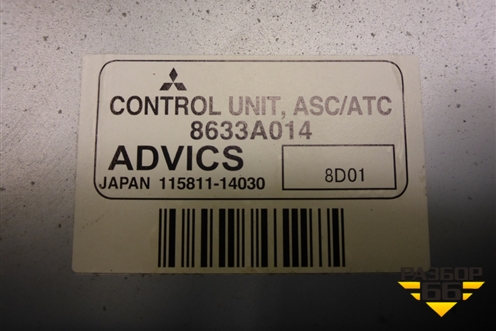 CONTROL UNIT, ASC/ATC
8633A014
ADVICS
JAPAN 115811-14030
8D01
РАЗБОР
66